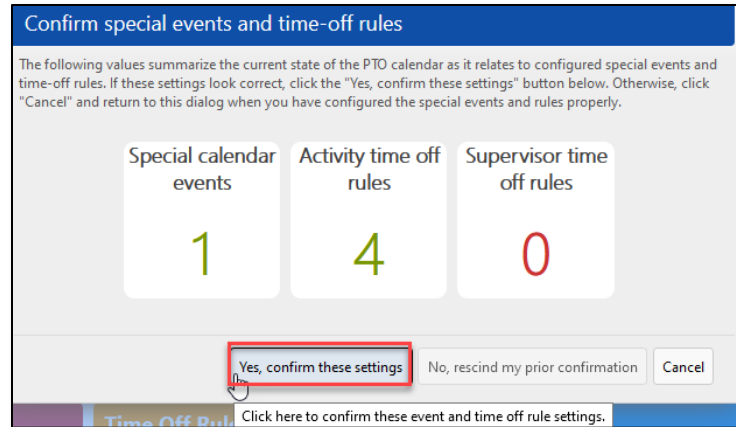 Confirm special events and time-off rules
The following values summarize the current state of the PTO calendar as it relates to configured special events and
time-off rules. If these settings look correct, click the "Yes, confirm these settings" button below. Otherwise, click
"Cancel" and return to this dialog when you have configured the special events and rules properly.
Special calendar
events
1
Activity time off
rules
4
Supervisor time
off rules
0
Yes, confirm these settings
No, rescind my prior confirmation
Cancel
Click here to confirm these event and time off rule settings.
Time Off Rul